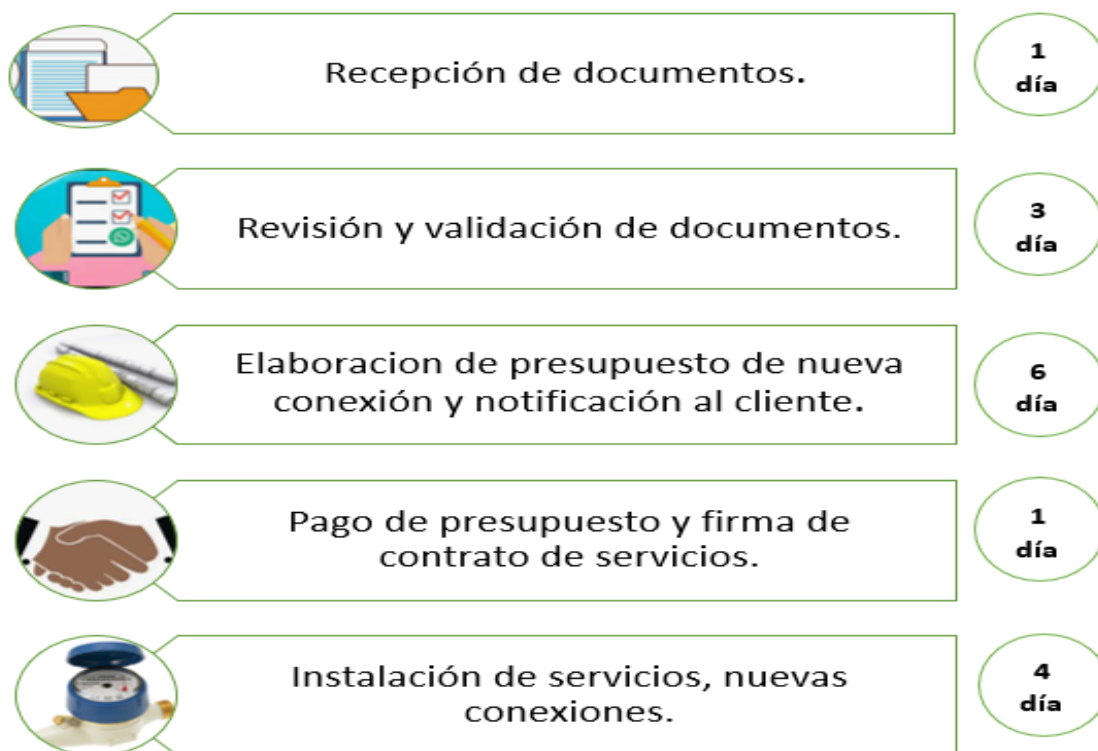 Recepción de documentos.
1
día
Revisión y validación de documentos.
3
día
Elaboracion de presupuesto de nueva
conexión y notificación al cliente.
6
día
Pago de presupuesto y firma de
contrato de servicios.
1
día
Instalación de servicios, nuevas
conexiones.
4
día